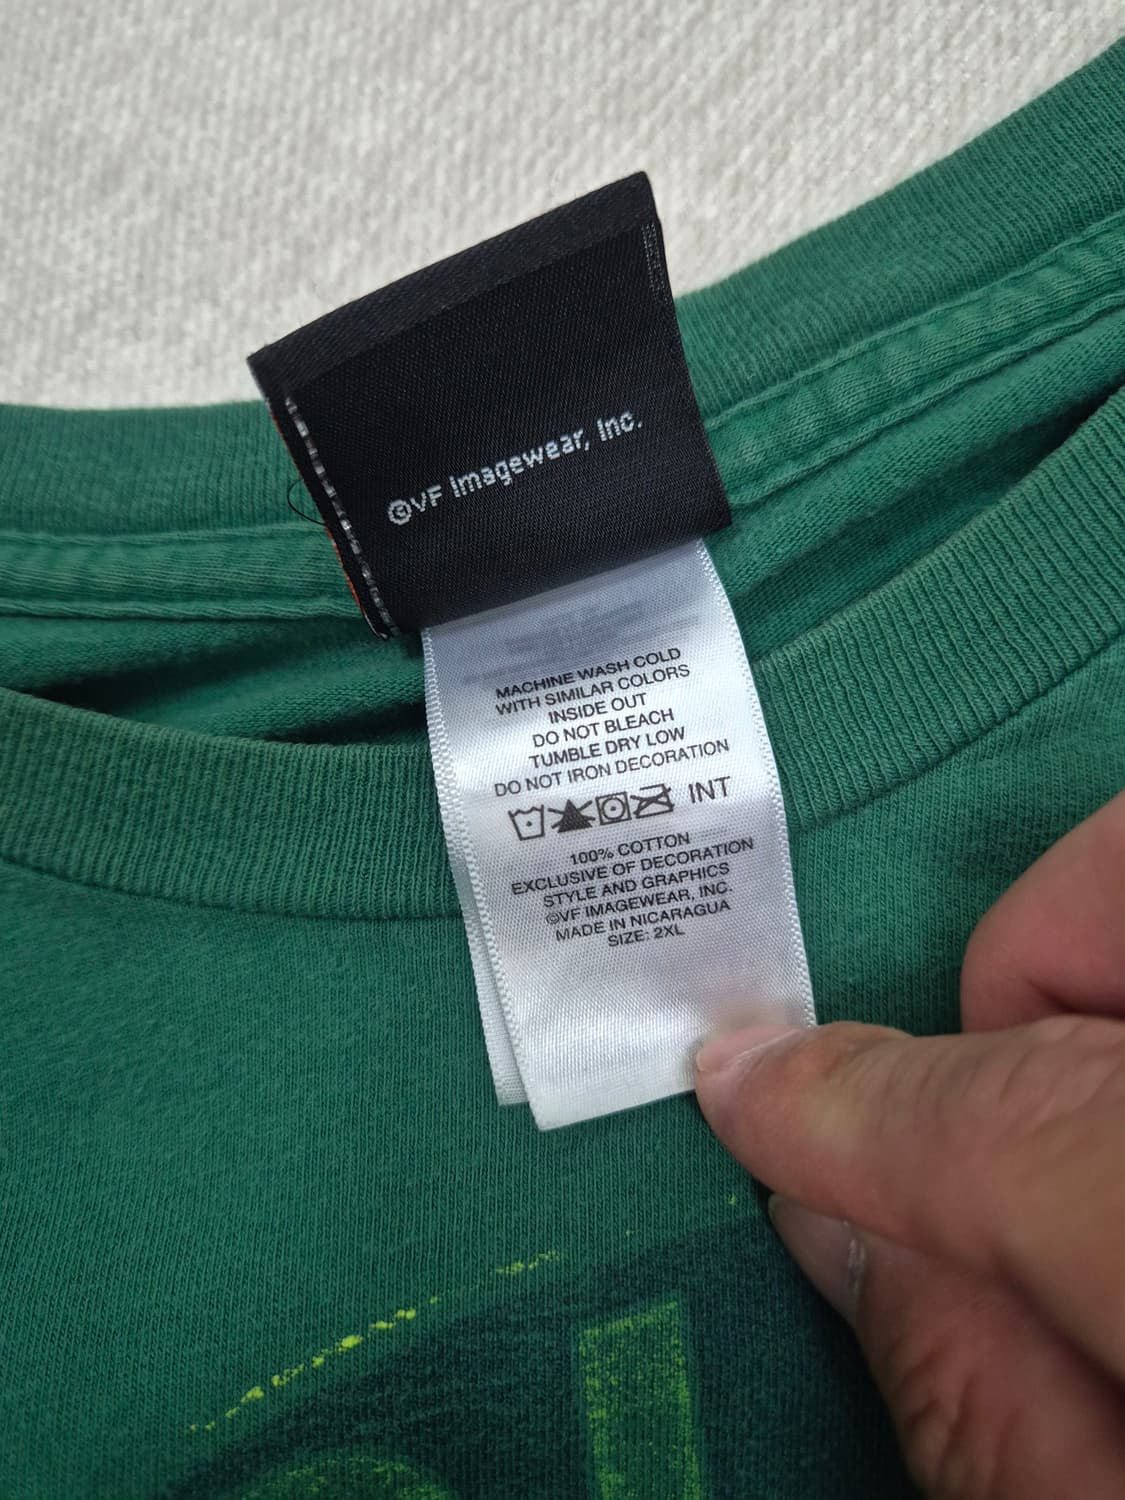 ©VF Imagewear, Inc.
MACHINE WASH COLD
WITH SIMILAR COLORS
INSIDE OUT
DO NOT BLEACH
TUMBLE DRY LOW
DO NOT IRON DECORATION
INT
100% COTTON
EXCLUSIVE OF DECORATION
STYLE AND GRAPHICS
©VF IMAGEWEAR, INC.
MADE IN NICARAGUA
SIZE: 2XL